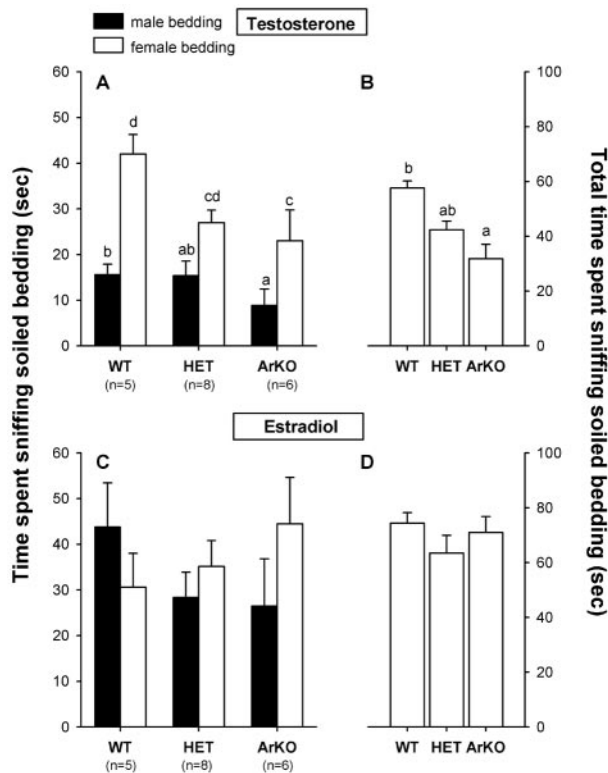 male bedding
Testosterone
female bedding
A
B
Time spent sniffing soiled bedding (sec)
Total time spent sniffing soiled bedding (sec)
60
50
40
30
20
10
0
b
d
ab
cd
a
c
100
80
60
40
20
0
b
ab
a
WT
HET
ArKO
(n=5)
(n=8)
(n=6)
WT HET ArKO
Estradiol
C
D
60
50
40
30
20
10
0
100
80
60
40
20
0
WT
HET
ArKO
(n=5)
(n=8)
(n=6)
WT HET ArKO